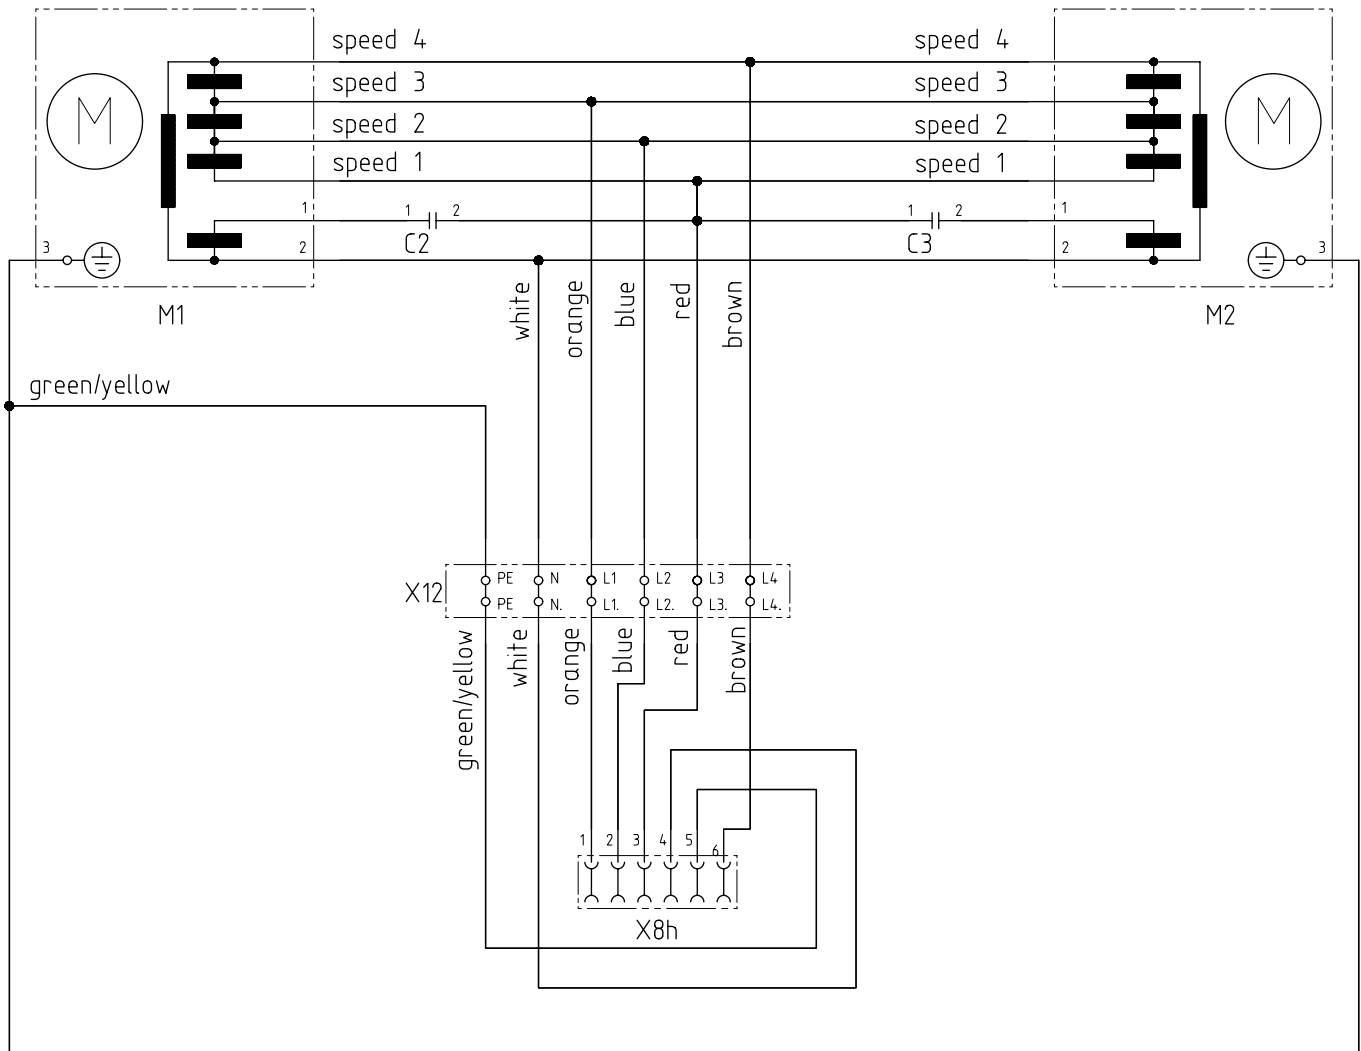 speed 4 speed 4
speed 3 speed 3
M M
speed 2 speed 2
speed 1 speed 1
1 1 2 1 2 1
3 2 C2 C3 2 3
M1 white orange blue red brown M2
green/yellow
X12 PE N L1 L2 L3 L4
PE N. L1. L2. L3. L4.
green/yellow white orange blue red brown
1 2 3 4 5 6
X8h